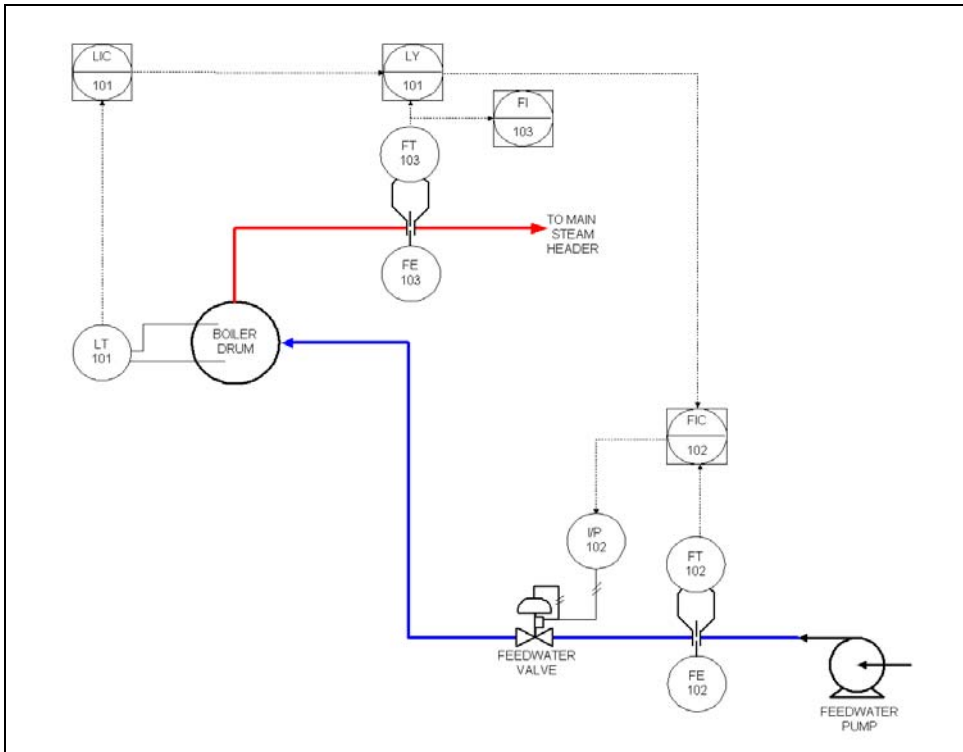 LIC
101
LY
101
FI
103
FT
103
TO MAIN
STEAM
HEADER
FE
103
BOILER
DRUM
LT
101
FIC
102
I/P
102
FT
102
FEEDWATER
VALVE
FE
102
FEEDWATER
PUMP